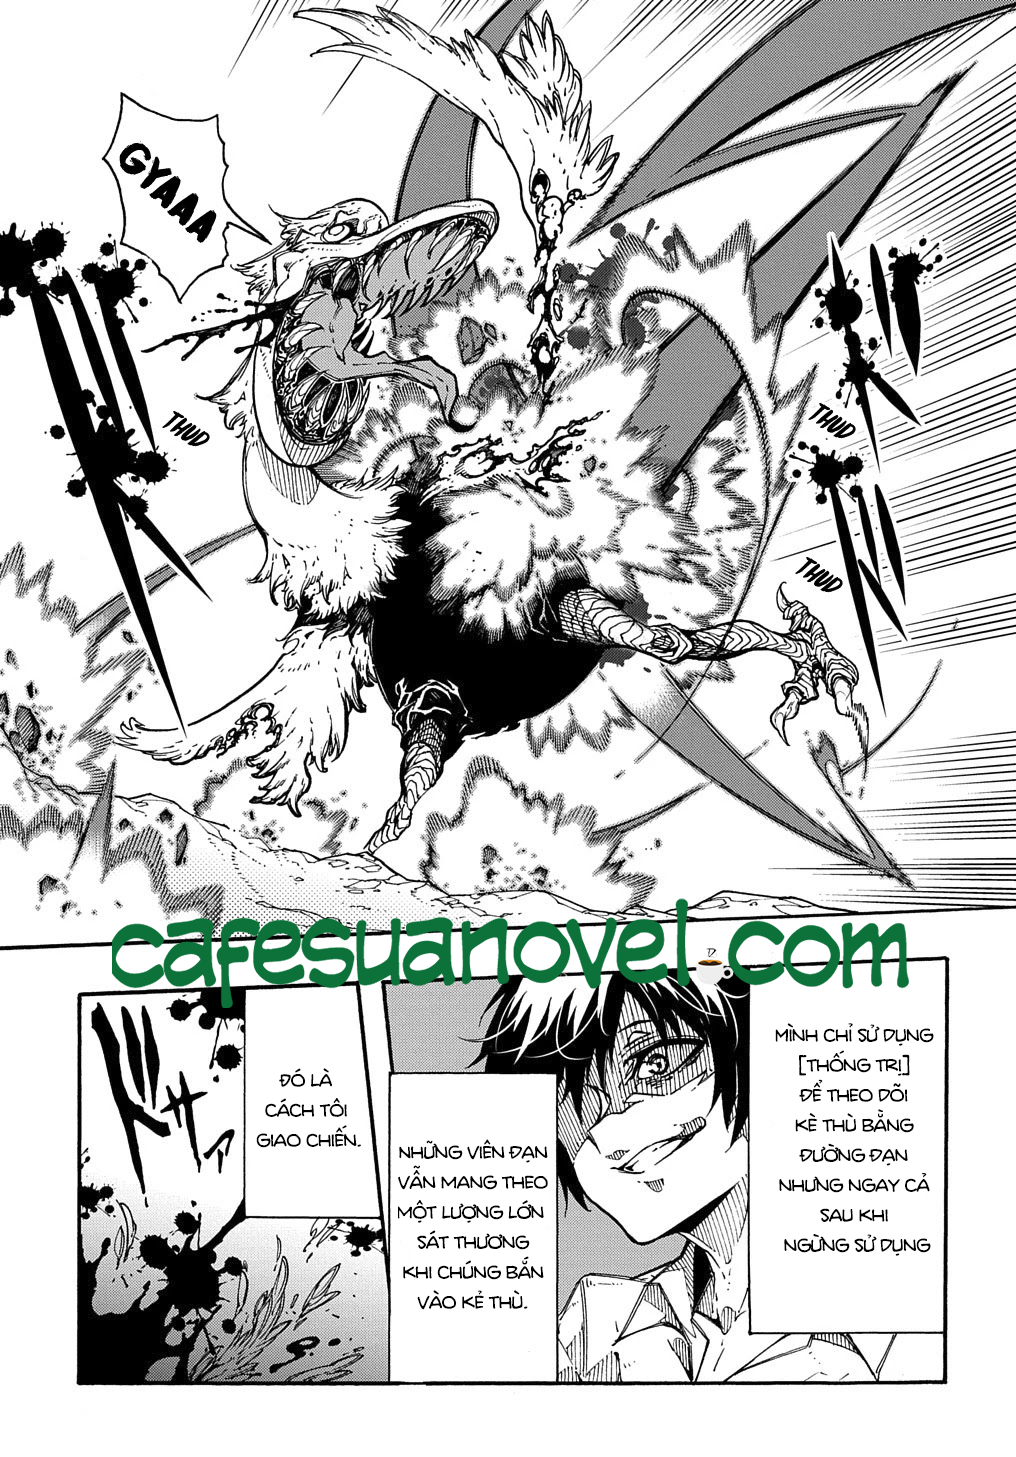 GYAAA
THUD
THUD
THUD
cafesuanovel.com
MÌNH CHỈ SỬ DỤNG
[THỐNG TRỊ]
ĐỂ THEO DÕI
KÈ THÙ BẰNG
ĐƯỜNG ĐẠN
NHƯNG NGAY CẢ
SAU KHI
NGỪNG SỬ DỤNG
NHỮNG VIÊN ĐẠN
VẪN MANG THEO
MỘT LƯỢNG LỚN
SÁT THƯƠNG
KHI CHÚNG BẮN
VÀO KẺ THÙ.
ĐÓ LÀ
CÁCH TÔI
GIAO CHIẾN.
ドサッ